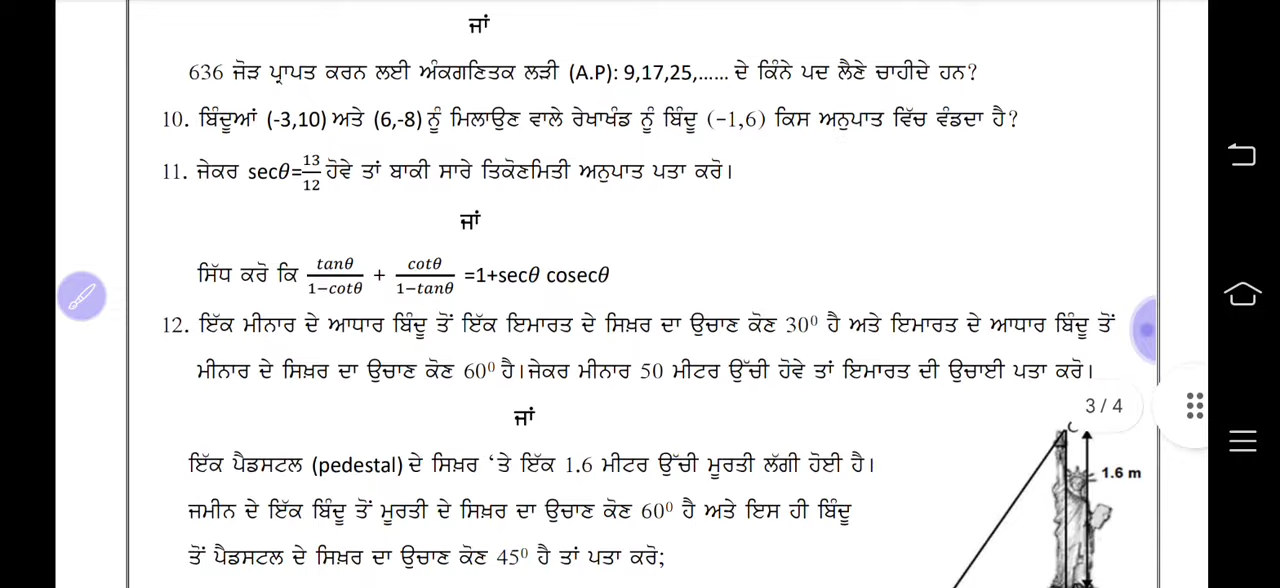 ਜਾਂ
636 ਜੋੜ ਪ੍ਰਾਪਤ ਕਰਨ ਲਈ ਅੰਕਗਣਿਤਕ ਲੜੀ (A.P): 9,17,25,...... ਦੇ ਕਿੰਨੇ ਪਦ ਲੈਣੇ ਚਾਹੀਦੇ ਹਨ?
10. ਬਿੰਦੂਆਂ (-3,10) ਅਤੇ (6,-8) ਨੂੰ ਮਿਲਾਉਣ ਵਾਲੇ ਰੇਖਾਖੰਡ ਨੂੰ ਬਿੰਦੂ (−1,6) ਕਿਸ ਅਨੁਪਾਤ ਵਿੱਚ ਵੰਡਦਾ ਹੈ?
11. ਜੇਕਰ secθ=13/12 ਹੋਵੇ ਤਾਂ ਬਾਕੀ ਸਾਰੇ ਤਿਕੋਣਮਿਤੀ ਅਨੁਪਾਤ ਪਤਾ ਕਰੋ।
ਜਾਂ
ਸਿੱਧ ਕਰੋ ਕਿ tanθ/1−cotθ + cotθ/1−tanθ =1+secθ cosecθ
12. ਇੱਕ ਮੀਨਾਰ ਦੇ ਆਧਾਰ ਬਿੰਦੂ ਤੋਂ ਇੱਕ ਇਮਾਰਤ ਦੇ ਸਿਖ਼ਰ ਦਾ ਉਚਾਣ ਕੋਣ 30⁰ ਹੈ ਅਤੇ ਇਮਾਰਤ ਦੇ ਆਧਾਰ ਬਿੰਦੂ ਤੋਂ
ਮੀਨਾਰ ਦੇ ਸਿਖ਼ਰ ਦਾ ਉਚਾਣ ਕੋਣ 60⁰ ਹੈ।ਜੇਕਰ ਮੀਨਾਰ 50 ਮੀਟਰ ਉੱਚੀ ਹੋਵੇ ਤਾਂ ਇਮਾਰਤ ਦੀ ਉਚਾਈ ਪਤਾ ਕਰੋ।
3 / 4
ਜਾਂ
C
ਇੱਕ ਪੈਡਸਟਲ (pedestal) ਦੇ ਸਿਖ਼ਰ ‘ਤੇ ਇੱਕ 1.6 ਮੀਟਰ ਉੱਚੀ ਮੂਰਤੀ ਲੱਗੀ ਹੋਈ ਹੈ।
1.6 m
ਜਮੀਨ ਦੇ ਇੱਕ ਬਿੰਦੂ ਤੋਂ ਮੂਰਤੀ ਦੇ ਸਿਖ਼ਰ ਦਾ ਉਚਾਣ ਕੋਣ 60⁰ ਹੈ ਅਤੇ ਇਸ ਹੀ ਬਿੰਦੂ
ਤੋਂ ਪੈਡਸਟਲ ਦੇ ਸਿਖ਼ਰ ਦਾ ਉਚਾਣ ਕੋਣ 45⁰ ਹੈ ਤਾਂ ਪਤਾ ਕਰੋ;